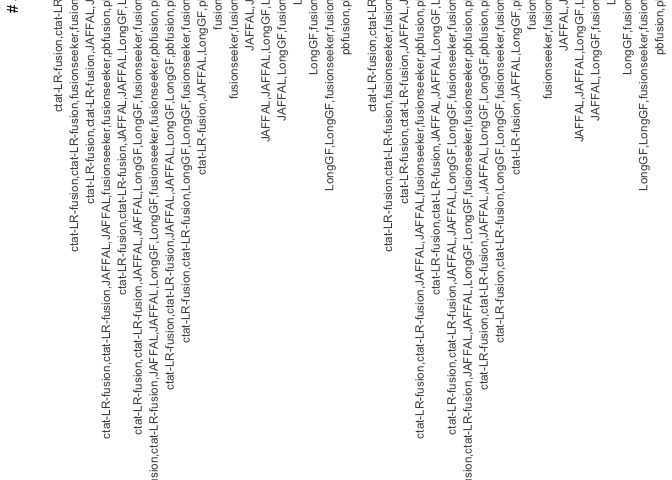 #
ctat-LR-fusion,ctat-LR
ctat-LR-fusion,ctat-LR-fusion,fusionseeker,fusion
ctat-LR-fusion,ctat-LR-fusion,JAFFAL,J
ctat-LR-fusion,ctat-LR-fusion,JAFFAL,JAFFAL,fusionseeker,fusionseeker,pbfusion,p
ctat-LR-fusion,ctat-LR-fusion,JAFFAL,JAFFAL,LongGF,L
ctat-LR-fusion,ctat-LR-fusion,JAFFAL,JAFFAL,LongGF,LongGF,fusionseeker,fusion
sion,ctat-LR-fusion,JAFFAL,JAFFAL,LongGF,LongGF,fusionseeker,fusionseeker,pbfusion,p
ctat-LR-fusion,ctat-LR-fusion,JAFFAL,JAFFAL,LongGF,LongGF,pbfusion,p
ctat-LR-fusion,ctat-LR-fusion,LongGF,LongGF,fusionseeker,fusion
ctat-LR-fusion,JAFFAL,LongGF,p
fusion
fusionseeker,fusion
JAFFAL,J
JAFFAL,JAFFAL,LongGF,L
JAFFAL,LongGF,fusion
L
LongGF,fusion
LongGF,LongGF,fusionseeker,fusion
pbfusion,p
ctat-LR-fusion,ctat-LR
ctat-LR-fusion,ctat-LR-fusion,fusionseeker,fusion
ctat-LR-fusion,ctat-LR-fusion,JAFFAL,J
ctat-LR-fusion,ctat-LR-fusion,JAFFAL,JAFFAL,fusionseeker,fusionseeker,pbfusion,p
ctat-LR-fusion,ctat-LR-fusion,JAFFAL,JAFFAL,LongGF,L
ctat-LR-fusion,ctat-LR-fusion,JAFFAL,JAFFAL,LongGF,LongGF,fusionseeker,fusion
sion,ctat-LR-fusion,JAFFAL,JAFFAL,LongGF,LongGF,fusionseeker,fusionseeker,pbfusion,p
ctat-LR-fusion,ctat-LR-fusion,JAFFAL,JAFFAL,LongGF,LongGF,pbfusion,p
ctat-LR-fusion,ctat-LR-fusion,LongGF,LongGF,fusionseeker,fusion
ctat-LR-fusion,JAFFAL,LongGF,p
fusion
fusionseeker,fusion
JAFFAL,J
JAFFAL,JAFFAL,LongGF,L
JAFFAL,LongGF,fusion
L
LongGF,fusion
LongGF,LongGF,fusionseeker,fusion
pbfusion,p